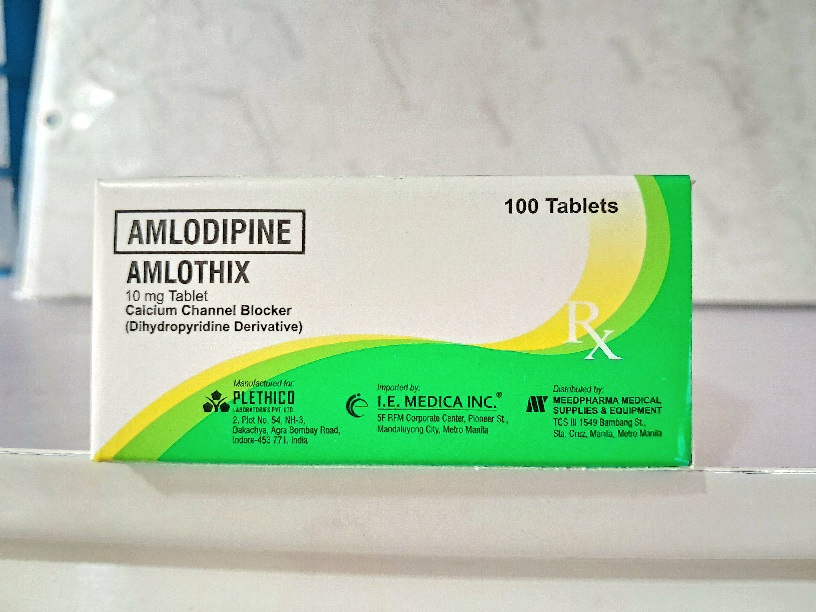 100 Tablets
AMLODIPINE
AMLOTHIX
10 mg Tablet
Calcium Channel Blocker
(Dihydropyridine Derivative)
Rx
Manufactured for:
PLETHICO
LABORATORIES PVT. LTD.
2, Plot No. 54, NH-3,
Dakachya, Agra Bombay Road,
Indore-453 771, India
Imported by:
I.E. MEDICA INC.®
5F RFM Corporate Center, Pioneer St.,
Mandaluyong City, Metro Manila
Distributed by:
MEEDPHARMA MEDICAL
SUPPLIES & EQUIPMENT
TCS III 1549 Bambang St.,
Sta. Cruz, Manila, Metro Manila